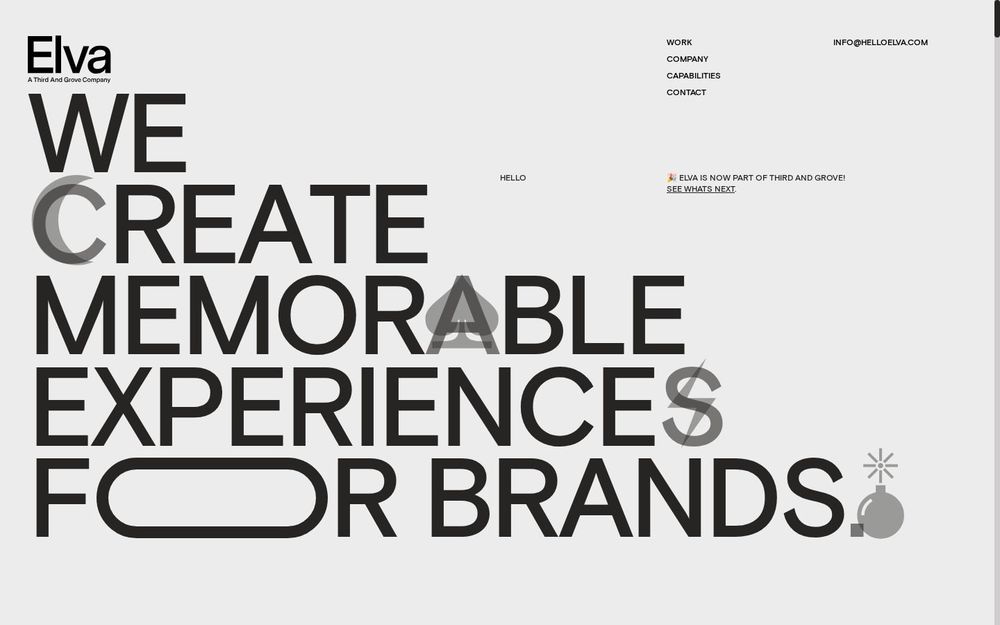 Elva
A Third And Grove Company
WORK
COMPANY
CAPABILITIES
CONTACT
INFO@HELLOELVA.COM
HELLO
🎉 ELVA IS NOW PART OF THIRD AND GROVE!
SEE WHATS NEXT.
WE
CREATE
MEMORABLE
EXPERIENCES
FOR BRANDS.